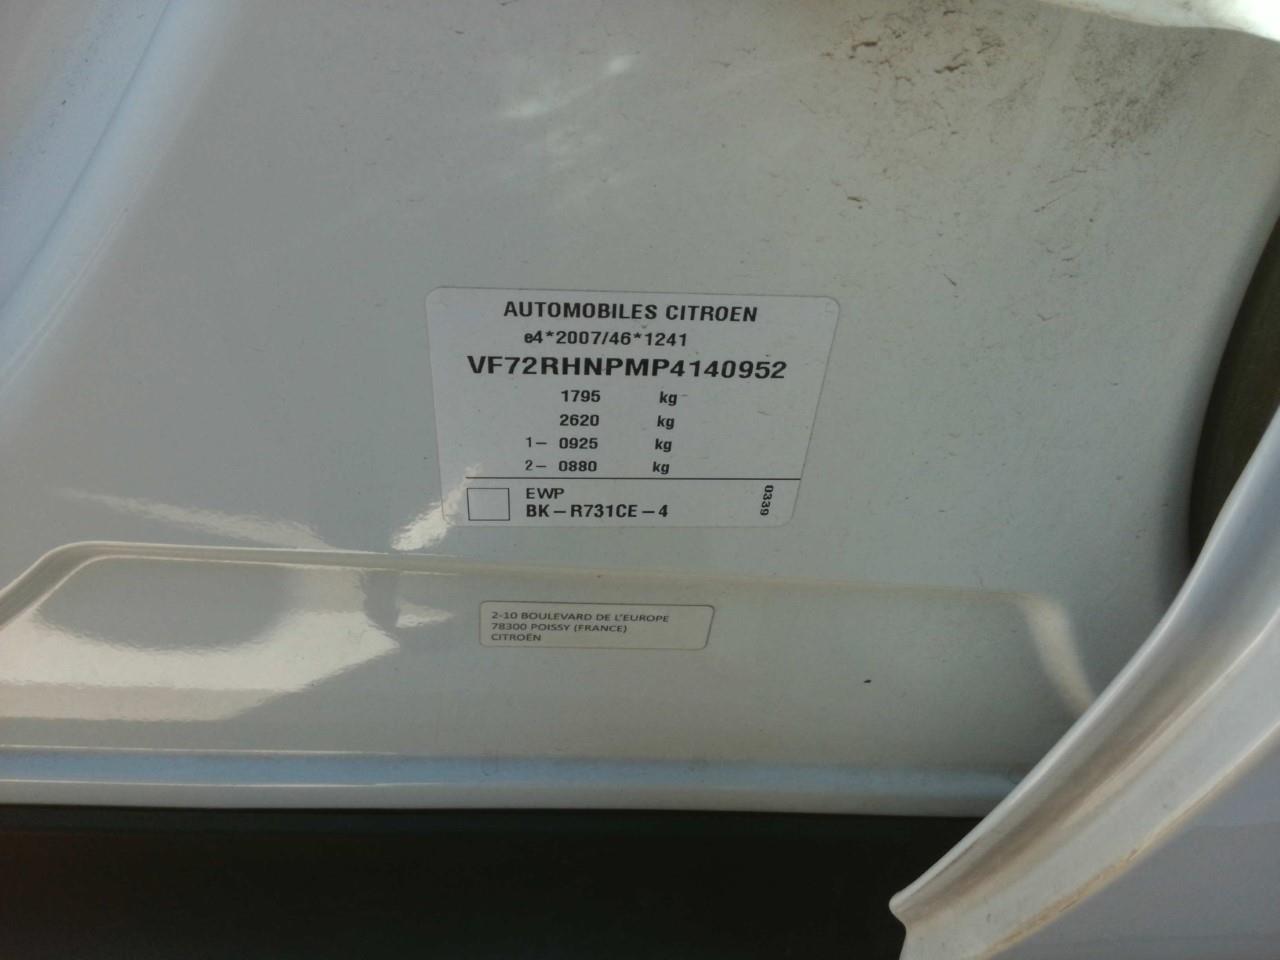 AUTOMOBILES CITROEN
e4*2007/46*1241
VF72RHNPMP4140952
1795 kg
2620 kg
1- 0925 kg
2- 0880 kg
EWP
BK-R731CE-4
0339
2-10 BOULEVARD DE L'EUROPE
78300 POISSY (FRANCE)
CITROËN